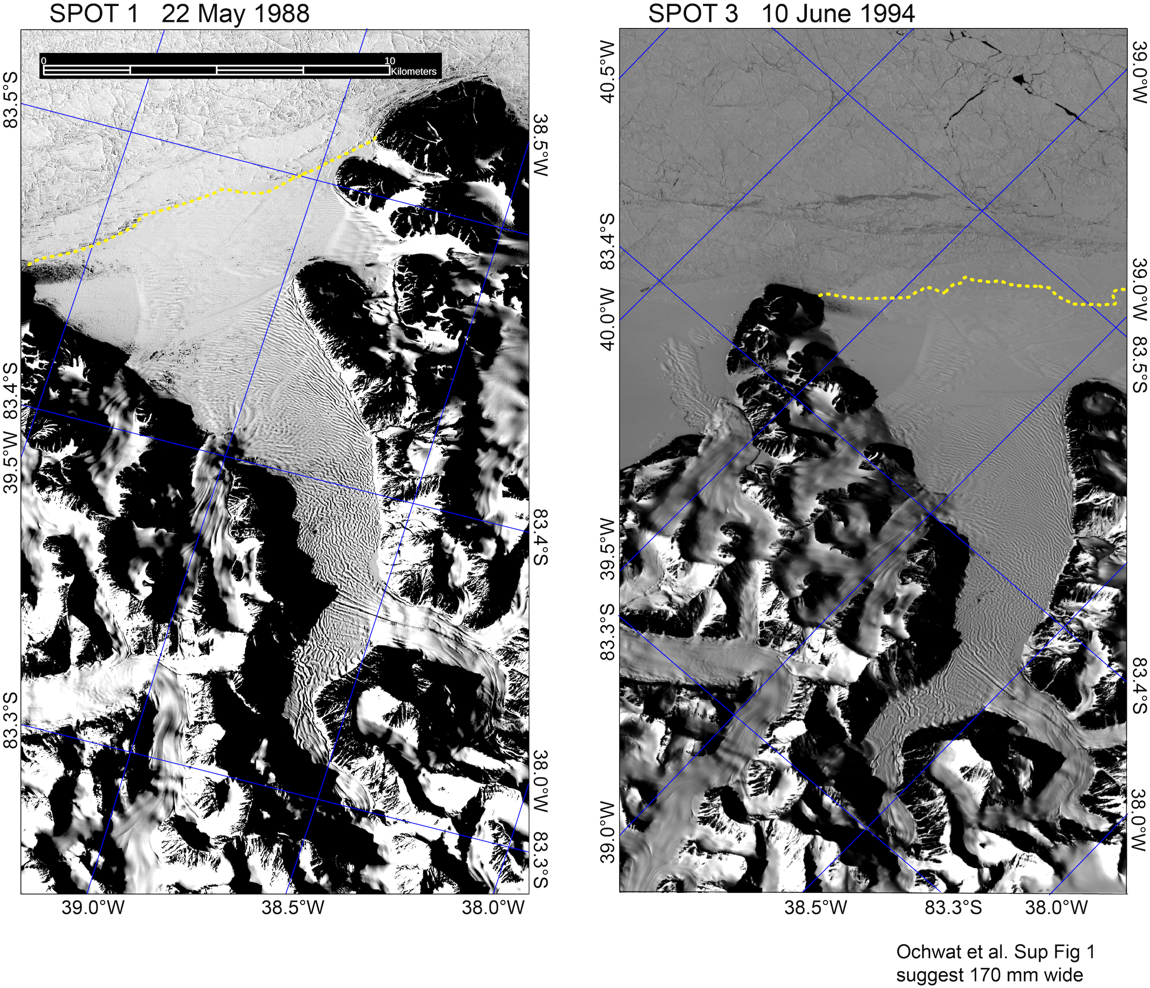 SPOT 1 22 May 1988
SPOT 3 10 June 1994
0
10
Kilometers
83.5°S
38.5°W
83.4°S
39.5°W
83.4°S
83.3°S
38.0°W
83.3°S
39.0°W
38.5°W
38.0°W
40.5°W
39.0°W
83.4°S
40.0°W
39.0°W
83.5°S
39.5°W
83.3°S
83.4°S
39.0°W
38.0°W
38.5°W
83.3°S
38.0°W
Ochwat et al. Sup Fig 1
suggest 170 mm wide